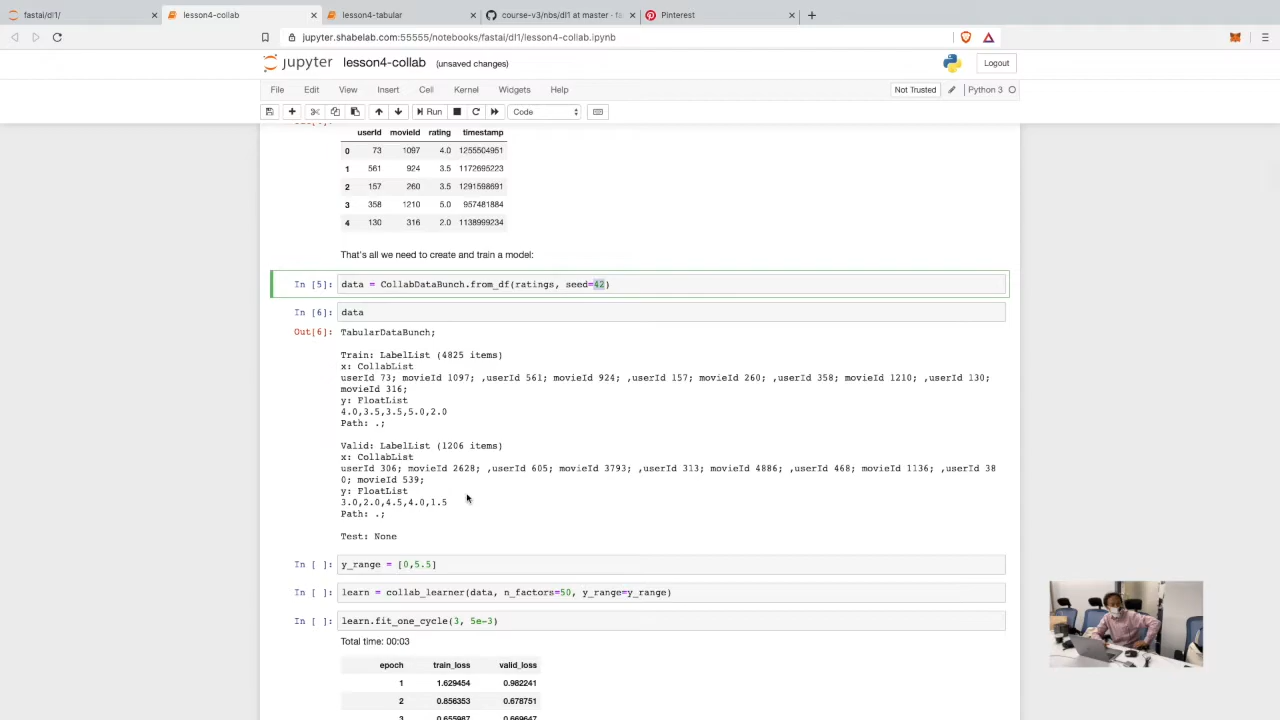 fastai/dl1/
lesson4-collab
lesson4-tabular
course-v3/nbs/dl1 at master · fa
Pinterest
jupyter.shabelab.com:55555/notebooks/fastai/dl1/lesson4-collab.ipynb
jupyter lesson4-collab (unsaved changes)
Logout
File Edit View Insert Cell Kernel Widgets Help
Not Trusted
Python 3
Run
Code
userId movieId rating timestamp
0 73 1097 4.0 1255504951
1 561 924 3.5 1172695223
2 157 260 3.5 1291598691
3 358 1210 5.0 957481884
4 130 316 2.0 1138999234
That's all we need to create and train a model:
In [5]: data = CollabDataBunch.from_df(ratings, seed=42)
In [6]: data
Out[6]: TabularDataBunch;
Train: LabelList (4825 items)
x: CollabList
userId 73; movieId 1097; ,userId 561; movieId 924; ,userId 157; movieId 260; ,userId 358; movieId 1210; ,userId 130;
movieId 316;
y: FloatList
4.0,3.5,3.5,5.0,2.0
Path: .;
Valid: LabelList (1206 items)
x: CollabList
userId 306; movieId 2628; ,userId 605; movieId 3793; ,userId 313; movieId 4886; ,userId 468; movieId 1136; ,userId 38
0; movieId 539;
y: FloatList
3.0,2.0,4.5,4.0,1.5
Path: .;
Test: None
In [ ]: y_range = [0,5.5]
In [ ]: learn = collab_learner(data, n_factors=50, y_range=y_range)
In [ ]: learn.fit_one_cycle(3, 5e-3)
Total time: 00:03
epoch train_loss valid_loss
1 1.629454 0.982241
2 0.856353 0.678751
3 0.655987 0.669647